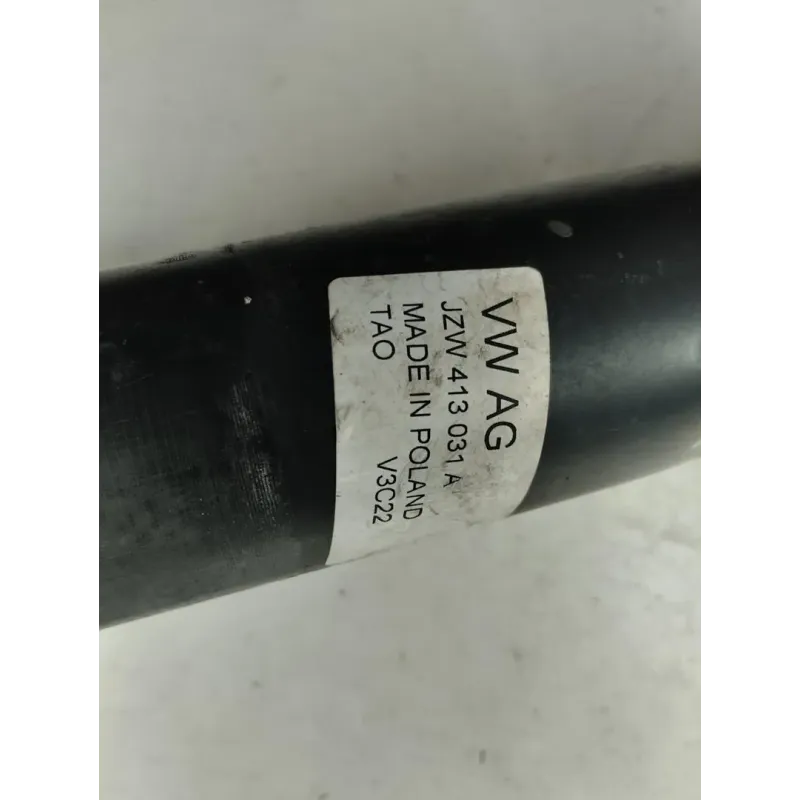 VW AG
JZW 413 031 A
MADE IN POLAND
TAO V3C22